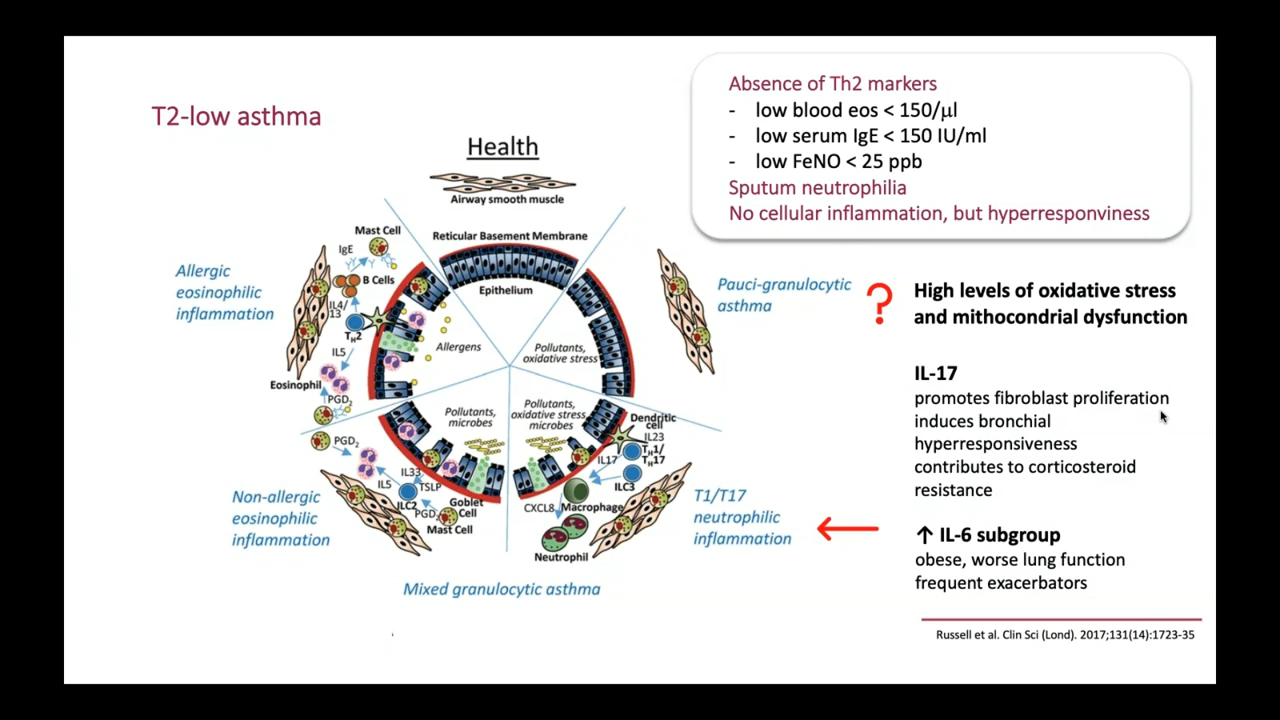 T2-low asthma
Absence of Th2 markers
- low blood eos < 150/µl
- low serum IgE < 150 IU/ml
- low FeNO < 25 ppb
Sputum neutrophilia
No cellular inflammation, but hyperresponviness
Health
Airway smooth muscle
Reticular Basement Membrane
Epithelium
Mast Cell
IgE
B Cells
IL4/
13
TH2
IL5
Eosinophil
PGD2
Allergens
Allergic
eosinophilic
inflammation
Pollutants,
oxidative stress
Pauci-granulocytic
asthma
?
High levels of oxidative stress
and mithocondrial dysfunction
IL-17
promotes fibroblast proliferation
induces bronchial
hyperresponsiveness
contributes to corticosteroid
resistance
Pollutants,
microbes
PGD2
IL5
IL33
TSLP
ILC2
PGD2
Goblet
Cell
Mast Cell
Non-allergic
eosinophilic
inflammation
Pollutants,
oxidative stress,
microbes
Dendritic
cell
IL23
TH1/
TH17
IL17
ILC3
CXCL8
Macrophage
Neutrophil
T1/T17
neutrophilic
inflammation
↑ IL-6 subgroup
obese, worse lung function
frequent exacerbators
Mixed granulocytic asthma
Russell et al. Clin Sci (Lond). 2017;131(14):1723-35